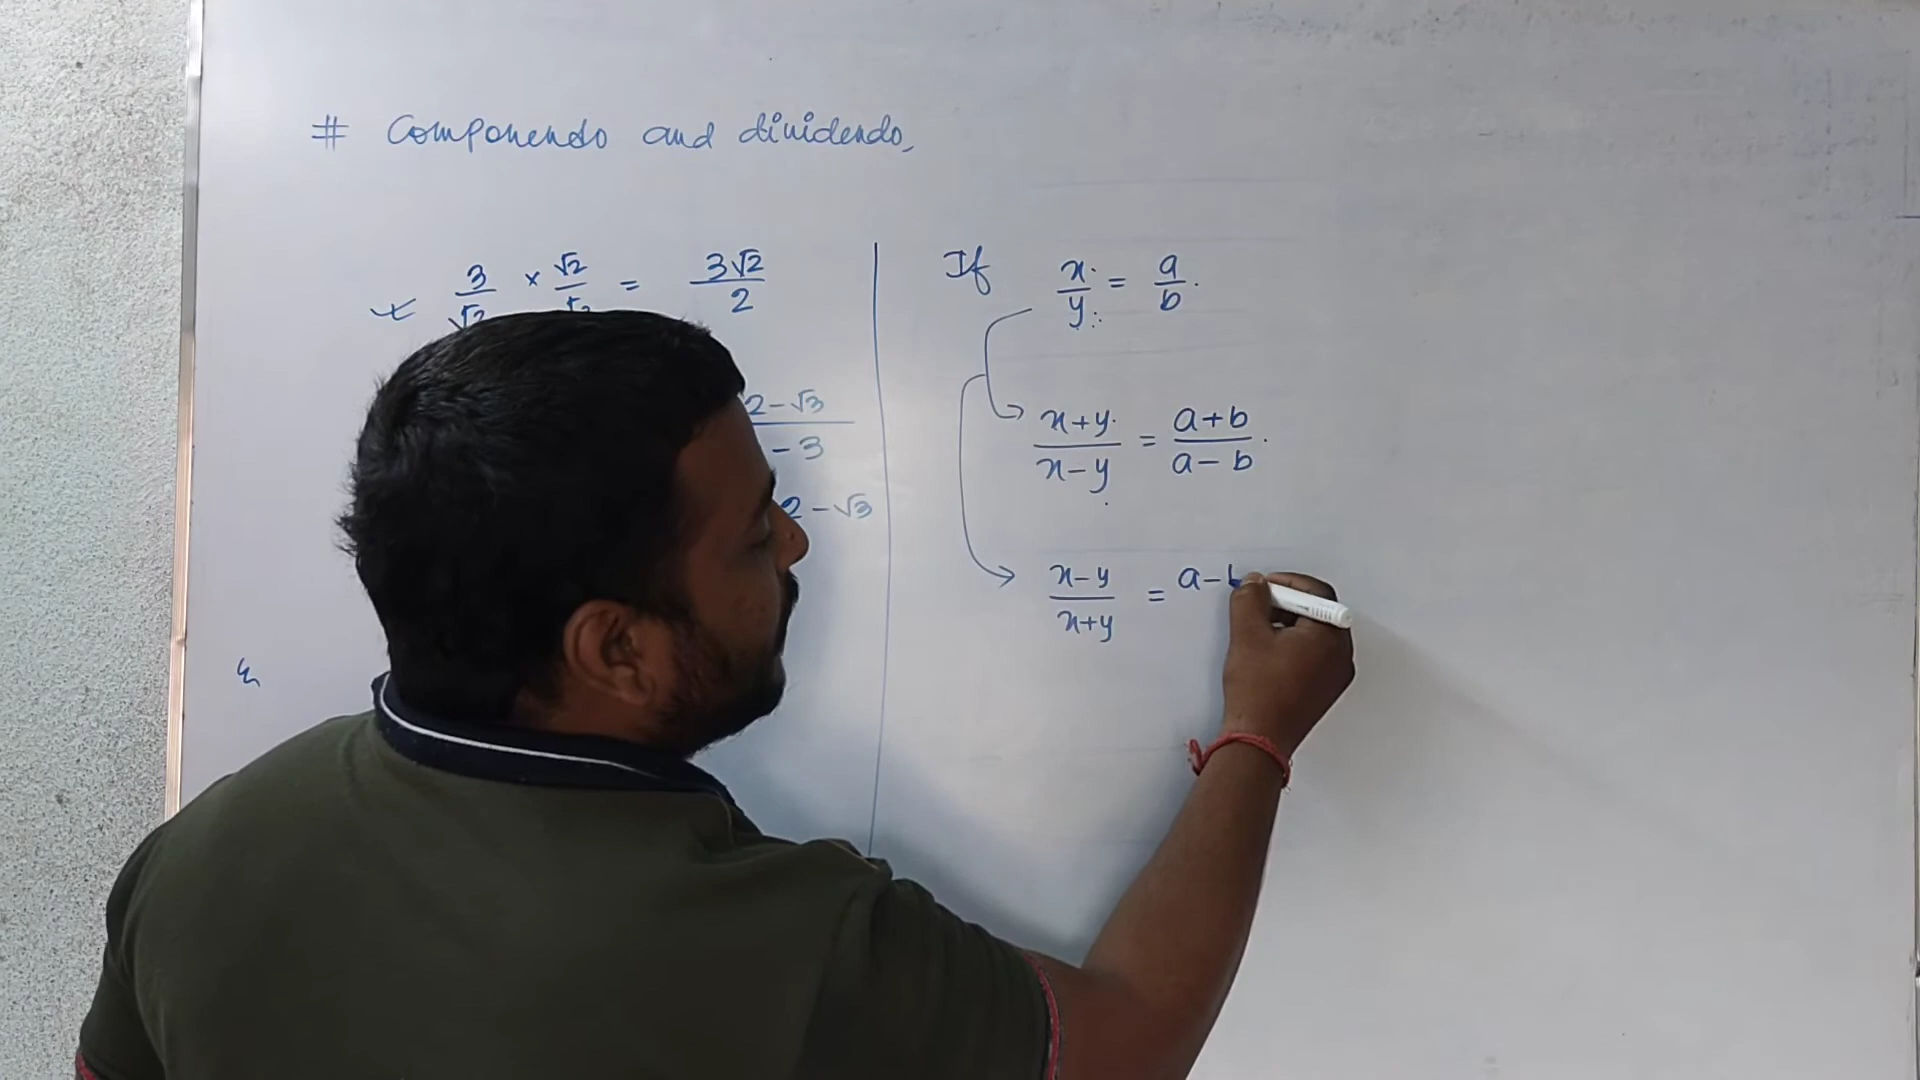 # Componendo and dividendo,
3/√2 × √2/√2 = 3√2/2
2-√3
- 3
2-√3
If x/y = a/b.
x+y/x-y = a+b/a-b.
x-y/x+y = a-b